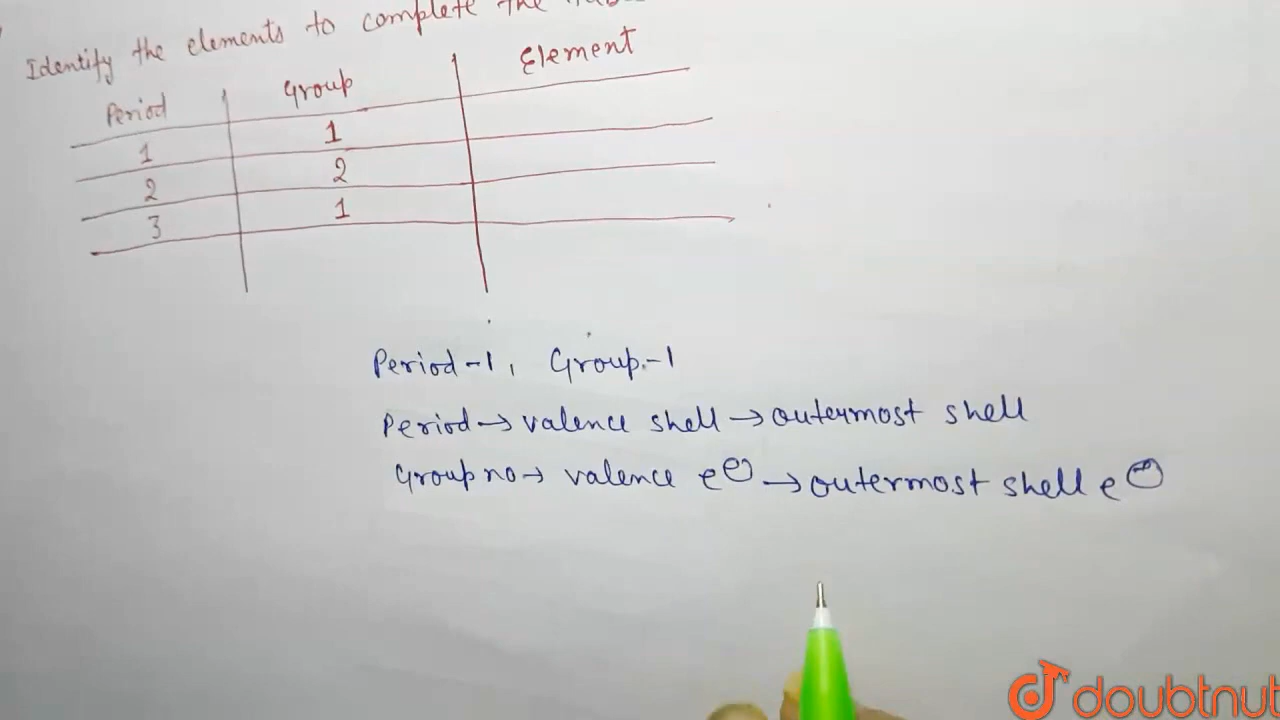 Identify the elements to complete the
Period Group Element
1 1
2 2
3 1
Period-1, Group-1
Period → valence shell → outermost shell
Group no → valence e⊖ → outermost shell e⊖
doubtnut